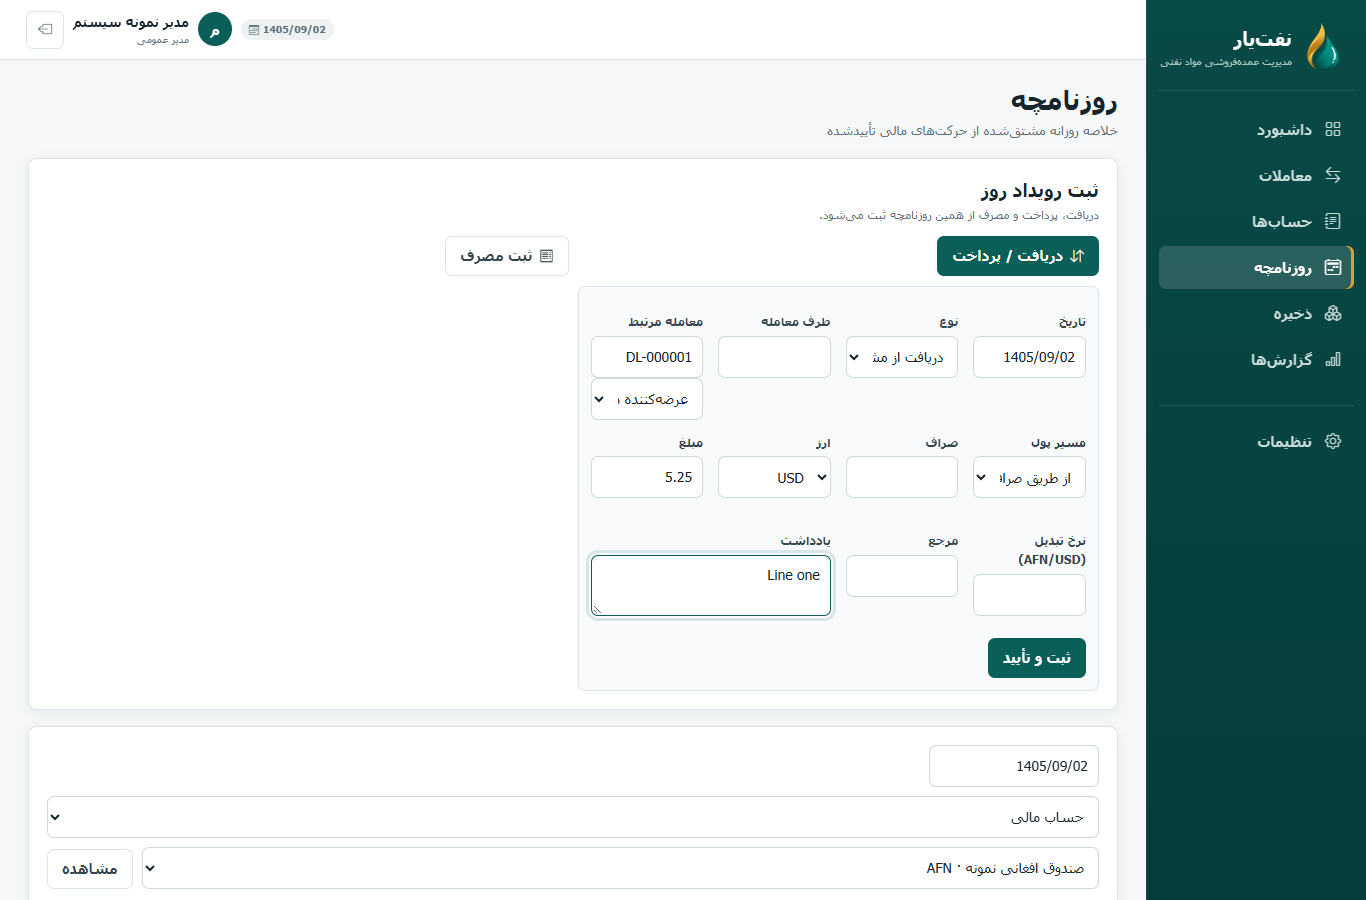 نفت‌یار
مدیریت عمده‌فروشی مواد نفتی
داشبورد
معاملات
حساب‌ها
روزنامچه
ذخیره
گزارش‌ها
تنظیمات
1405/09/02
م
مدیر نمونه سیستم
مدیر عمومی
روزنامچه
خلاصه روزانه مشتق‌شده از حرکت‌های مالی تأییدشده
ثبت رویداد روز
دریافت، پرداخت و مصرف از همین روزنامچه ثبت می‌شود.
دریافت / پرداخت
ثبت مصرف
تاریخ
نوع
طرف معامله
معامله مرتبط
1405/09/02
دریافت از مش
DL-000001
عرضه‌کننده
مسیر پول
صراف
ارز
مبلغ
از طریق صراف
USD
5.25
نرخ تبدیل
(AFN/USD)
مرجع
یادداشت
Line one
ثبت و تأیید
1405/09/02
حساب مالی
صندوق افغانی نمونه · AFN
مشاهده